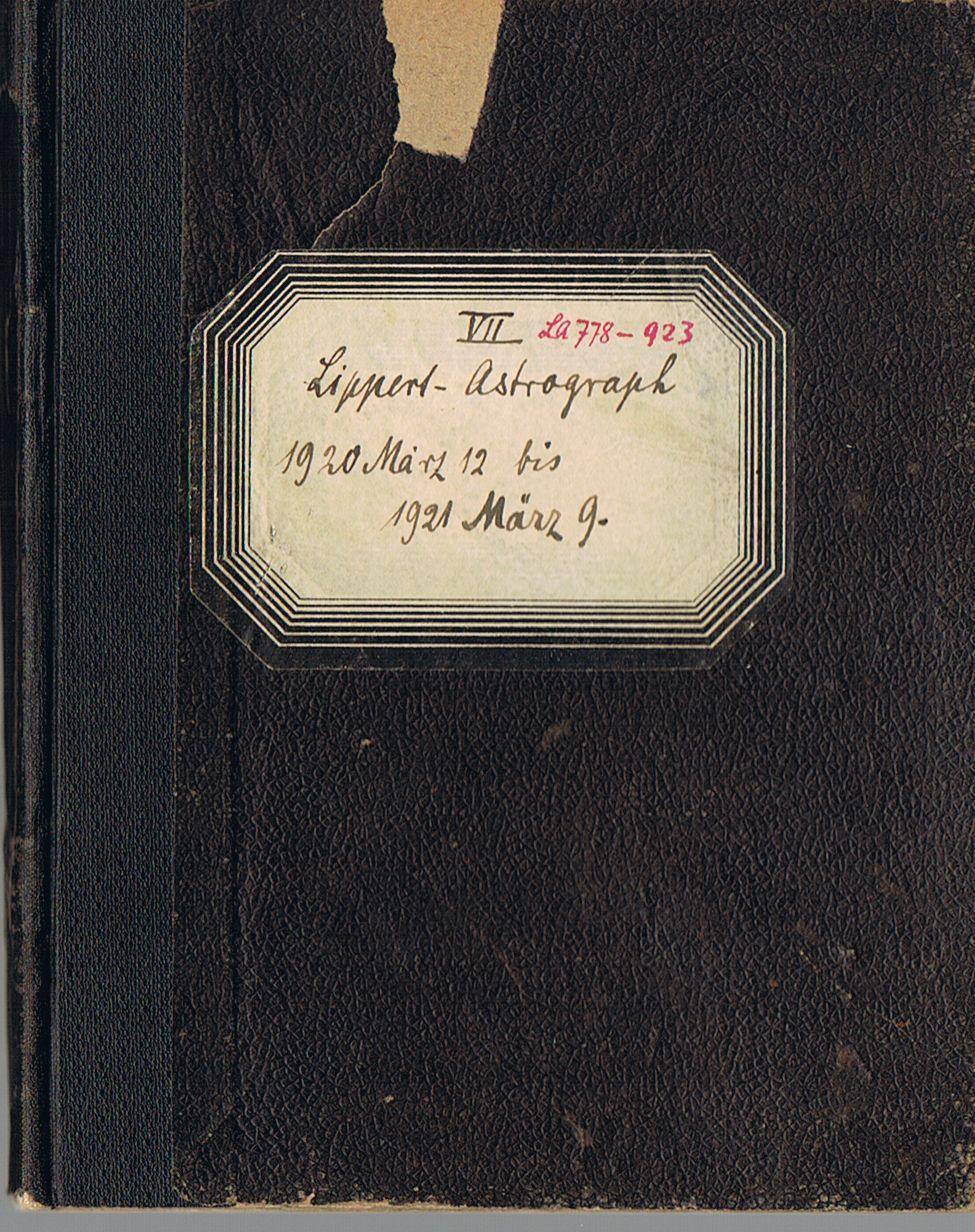 VII LA 778 – 923
Lippert- Astrograph
1920 März 12 bis
1921 März 9.